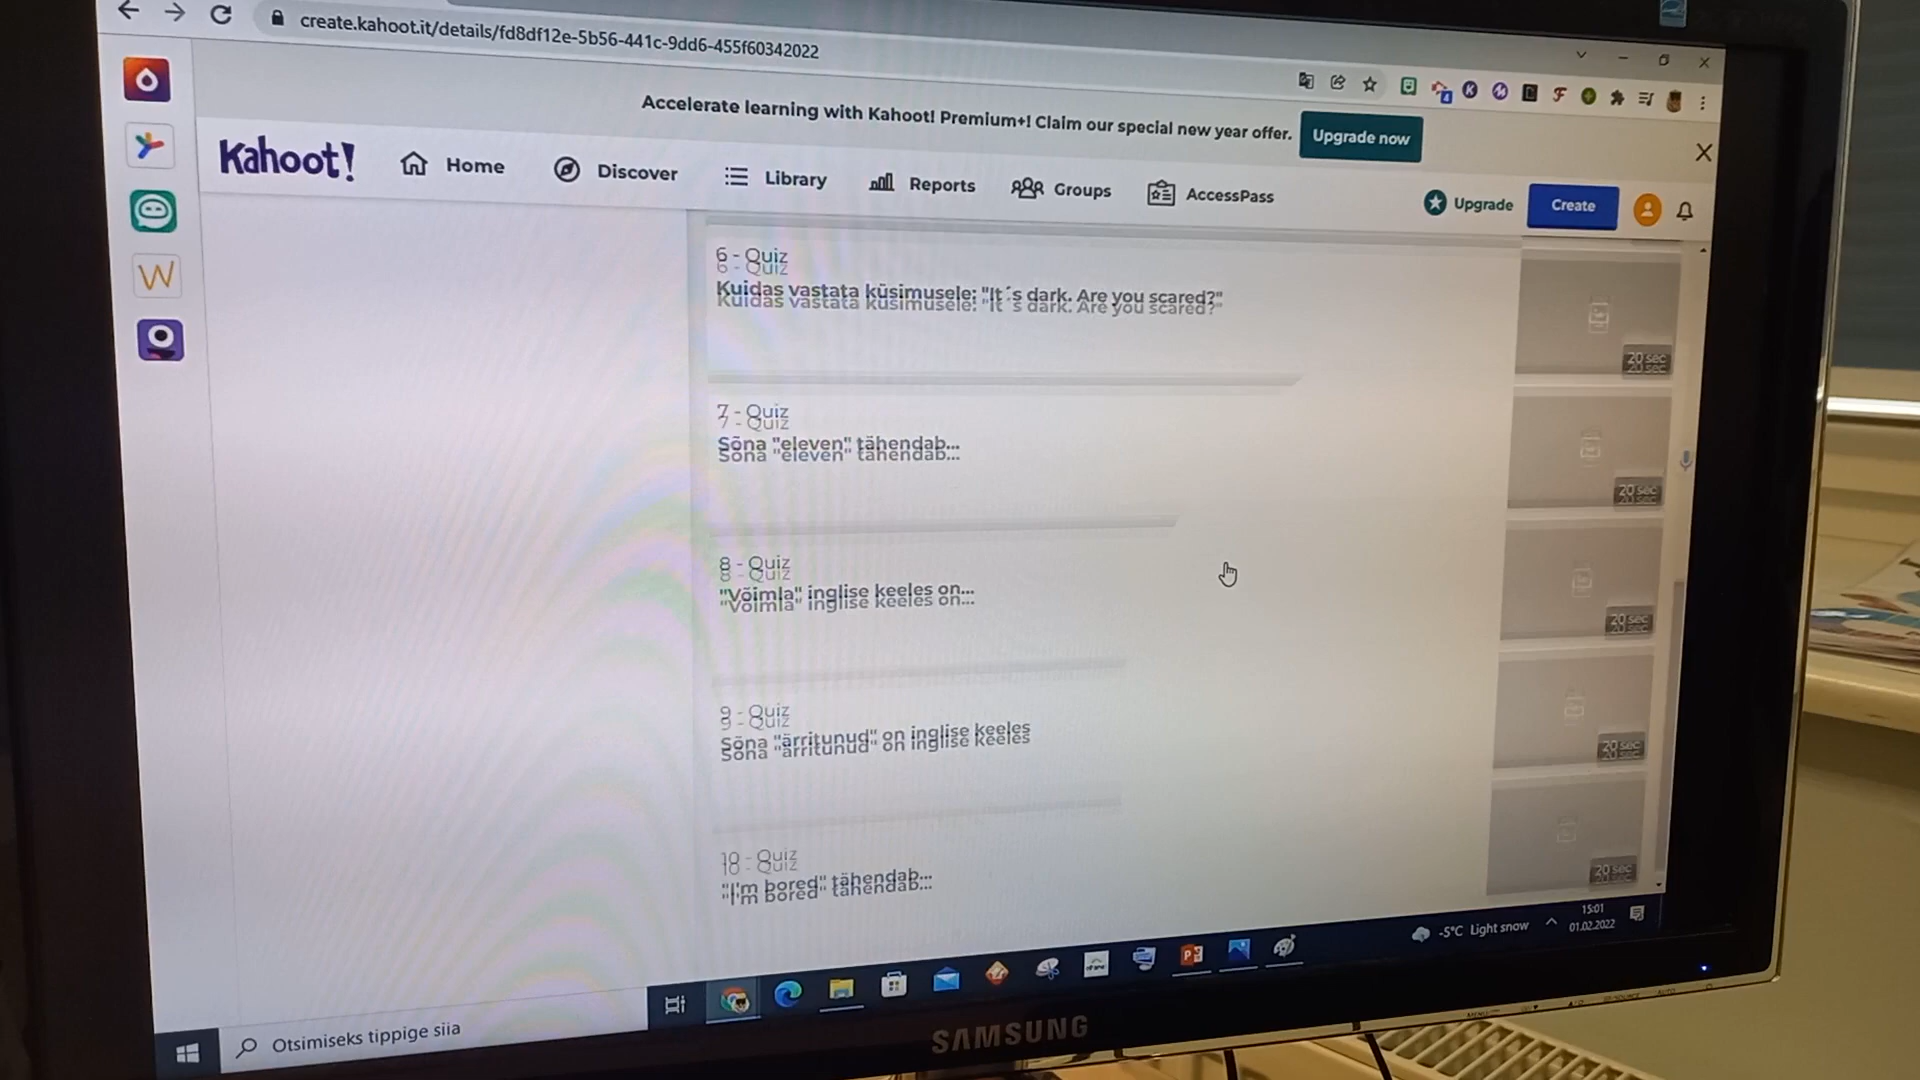 create.kahoot.it/details/fd8df12e-5b56-441c-9dd6-455f60342022
Accelerate learning with Kahoot! Premium+! Claim our special new year offer.
Upgrade now
Kahoot!
Home
Discover
Library
Reports
Groups
AccessPass
Upgrade
Create
6 - Quiz
Kuidas vastata küsimusele: "It´s dark. Are you scared?"
20 sec
7 - Quiz
Sõna "eleven" tähendab...
20 sec
8 - Quiz
"Võimla" inglise keeles on...
20 sec
9 - Quiz
Sõna "ärritunud" on inglise keeles
20 sec
10 - Quiz
"I'm bored" tähendab...
20 sec
-5°C Light snow
15:01
01.02.2022
Otsimiseks tippige siia
SAMSUNG